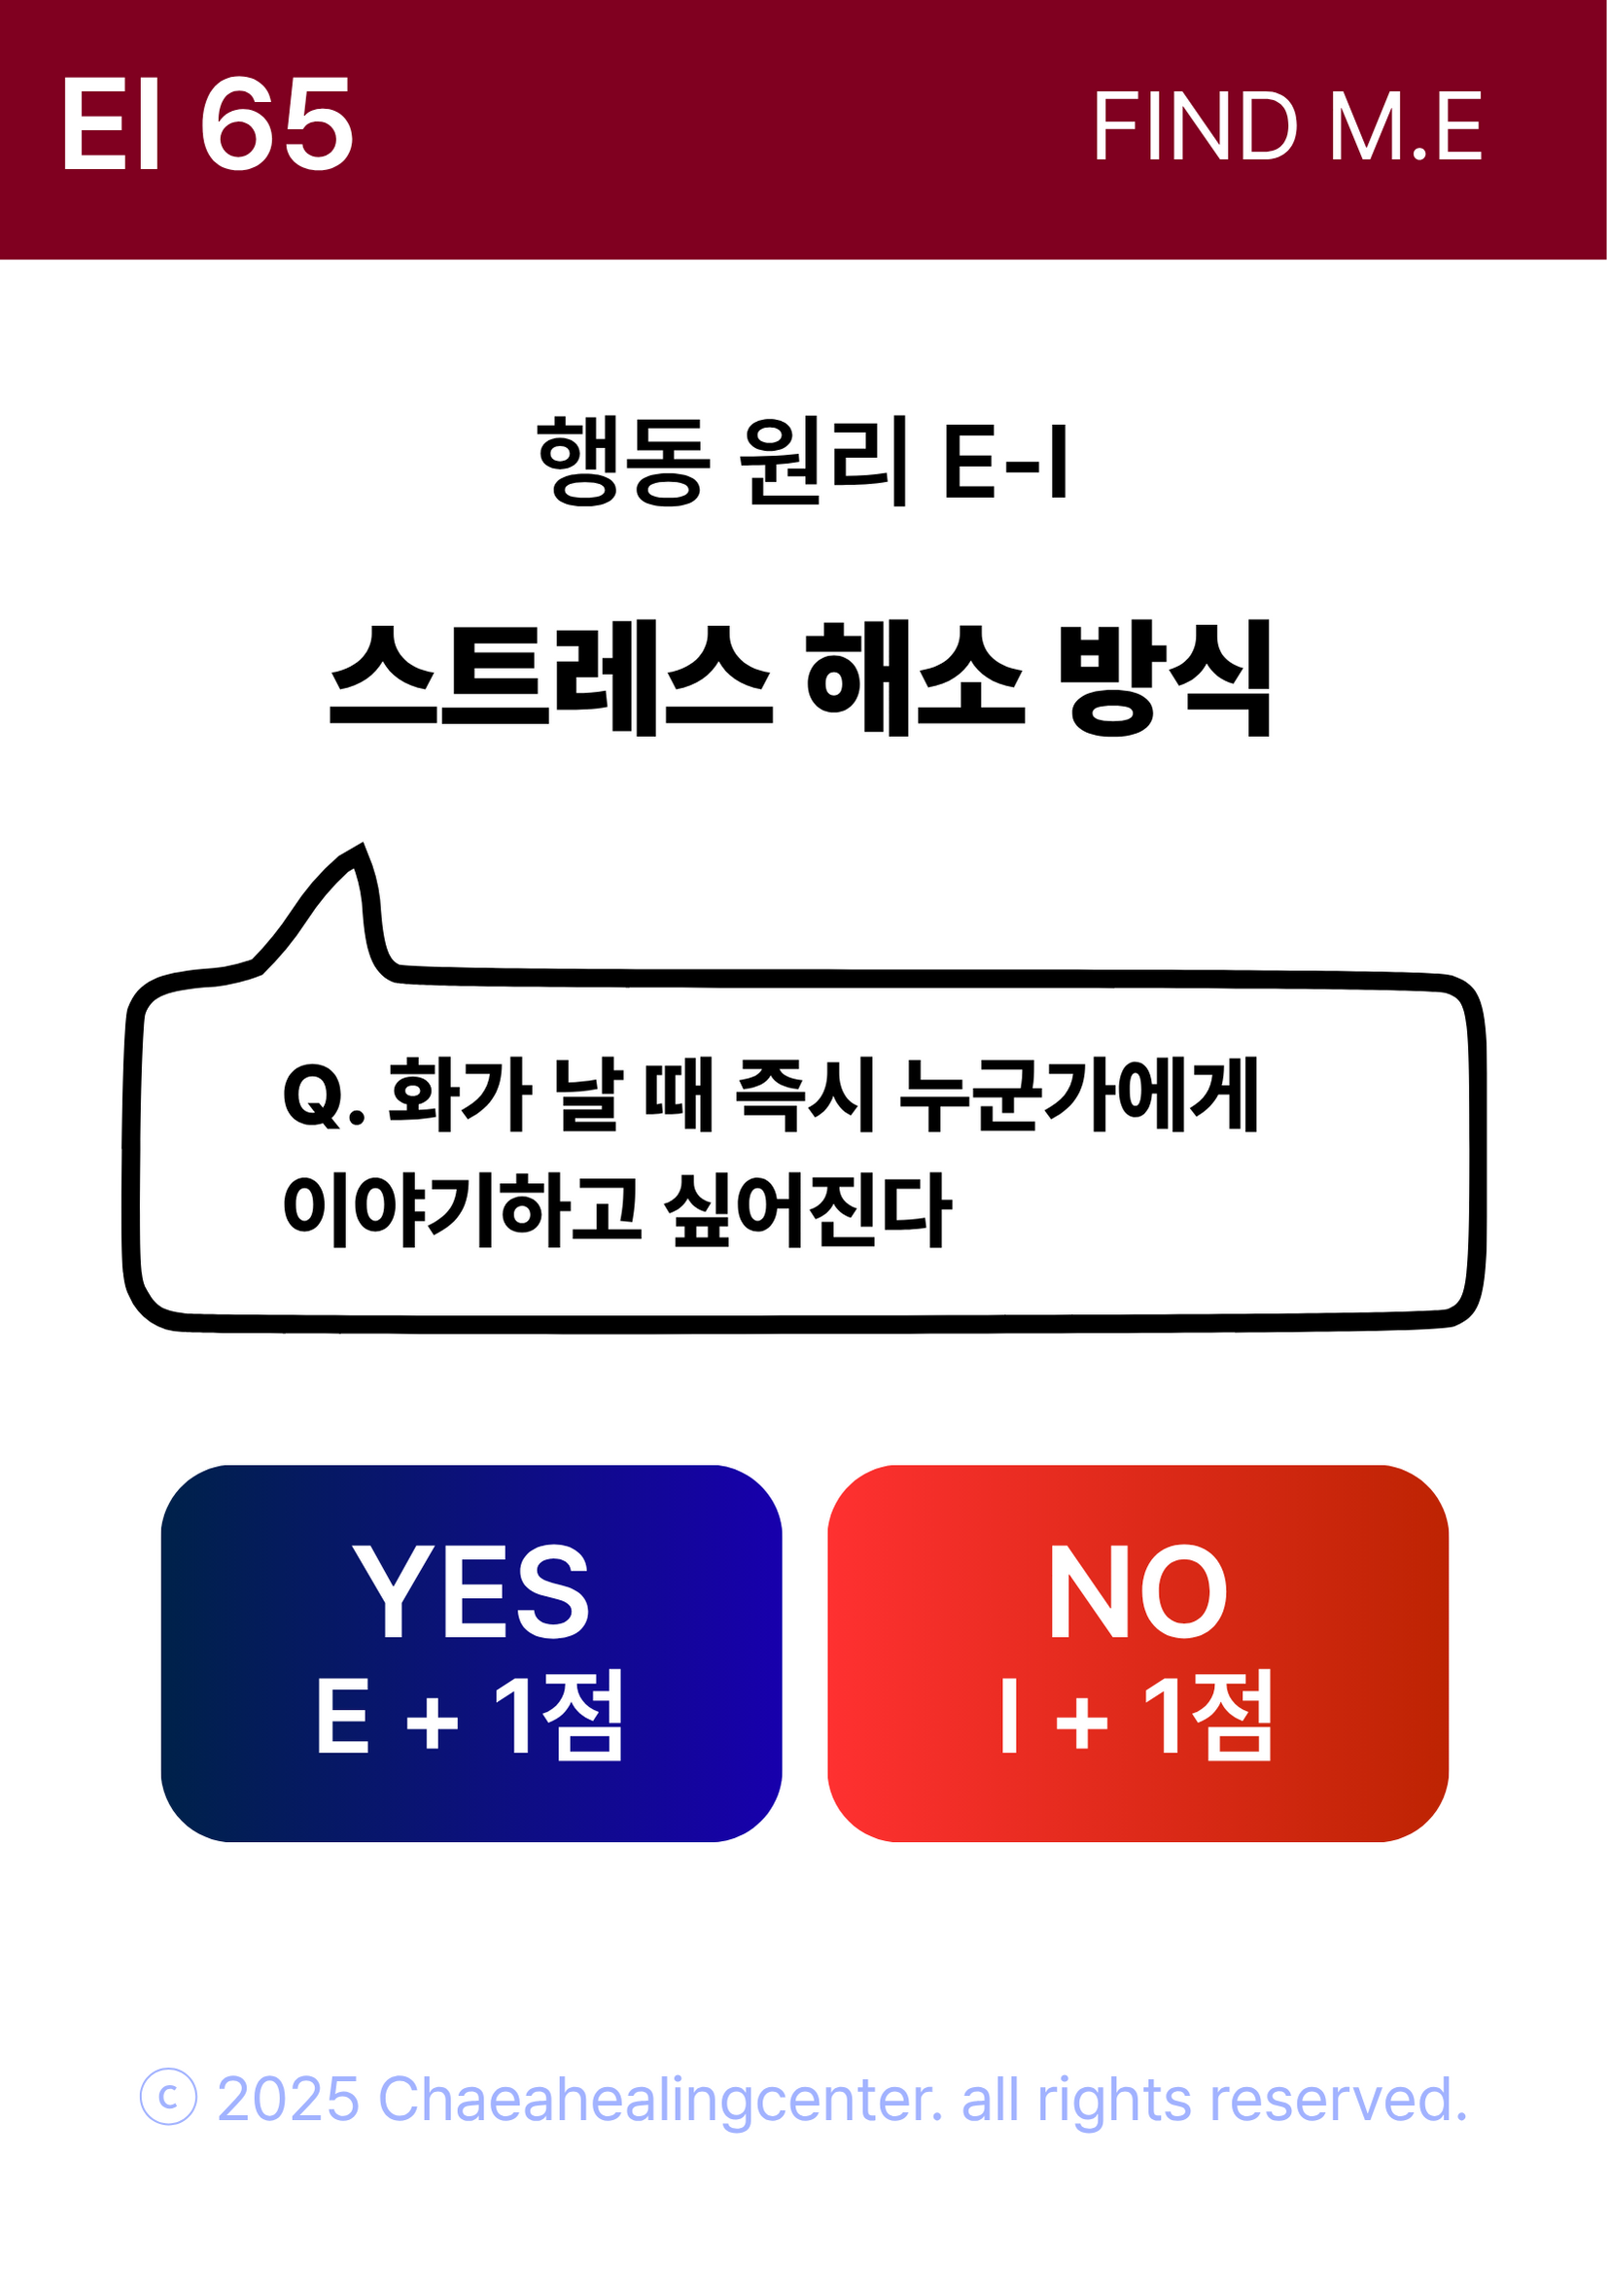 EI 65
FIND M.E
행동 원리 E-I
스트레스 해소 방식
Q. 화가 날 때 즉시 누군가에게
이야기하고 싶어진다
YES
E + 1점
NO
I + 1점
ⓒ 2025 Chaeahealingcenter. all rights reserved.